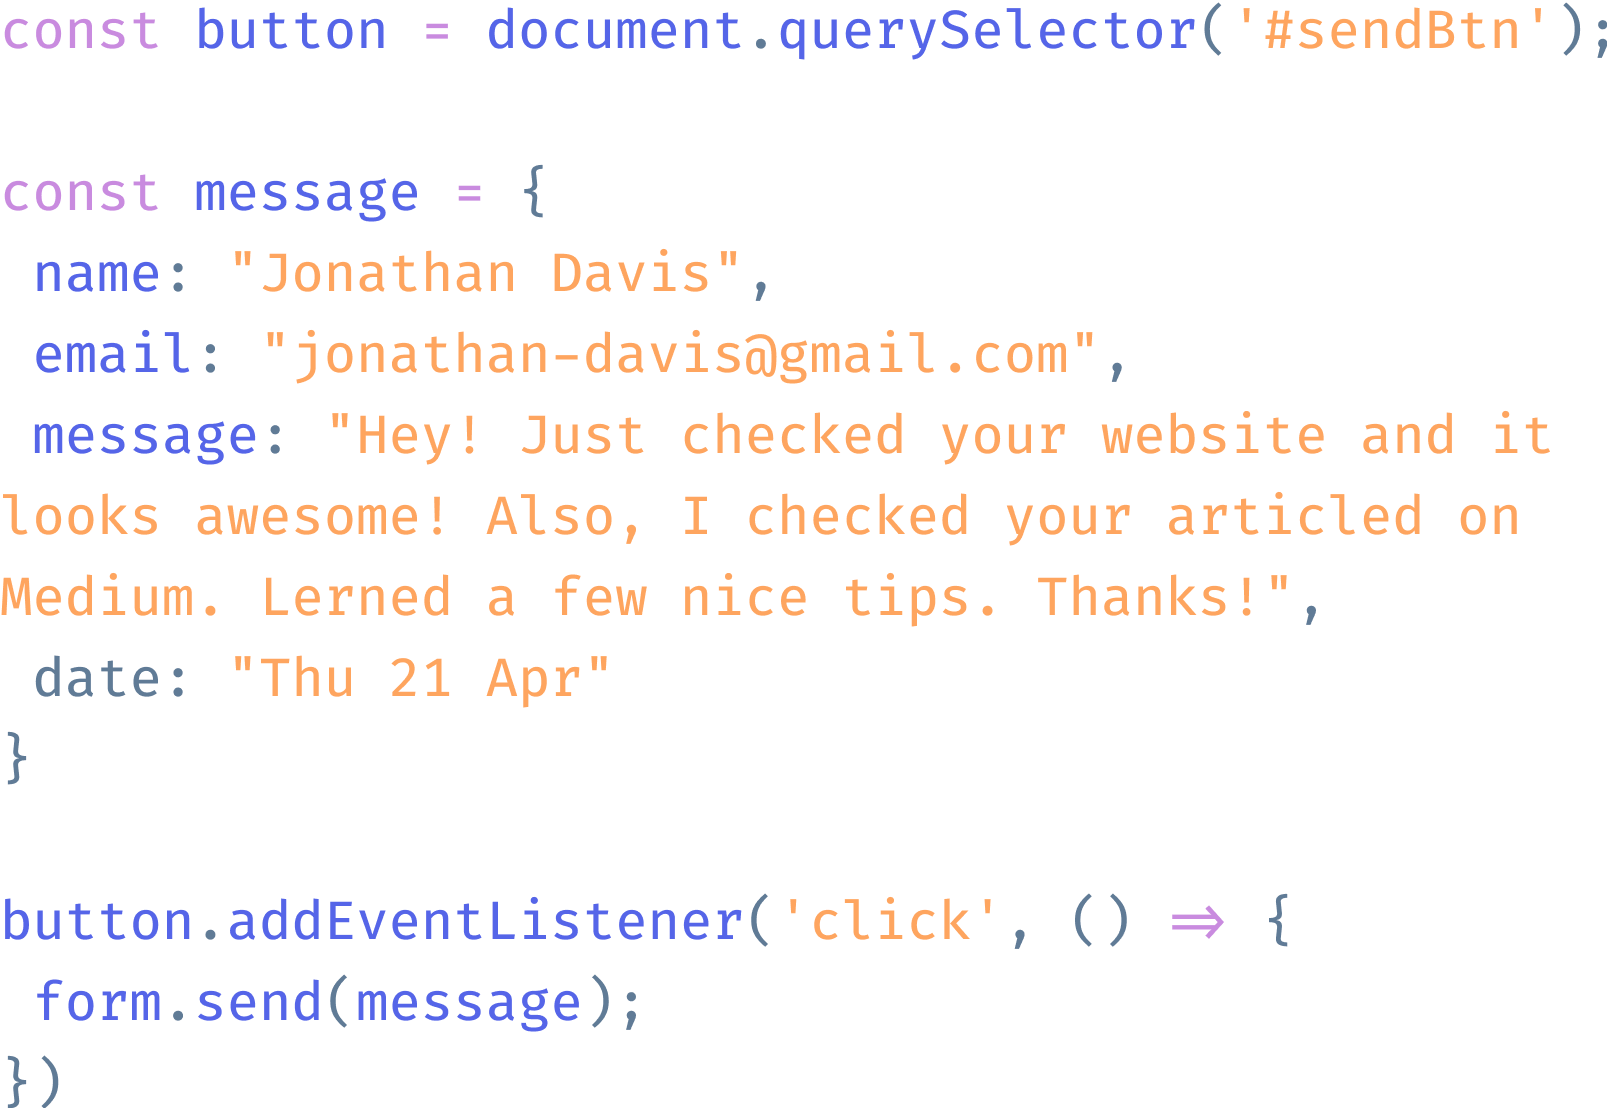 const button = document.querySelector('#sendBtn');
const message = {
name: "Jonathan Davis",
email: "jonathan-davis@gmail.com",
message: "Hey! Just checked your website and it
looks awesome! Also, I checked your articled on
Medium. Lerned a few nice tips. Thanks!",
date: "Thu 21 Apr"
}
button.addEventListener('click', () => {
form.send(message);
})